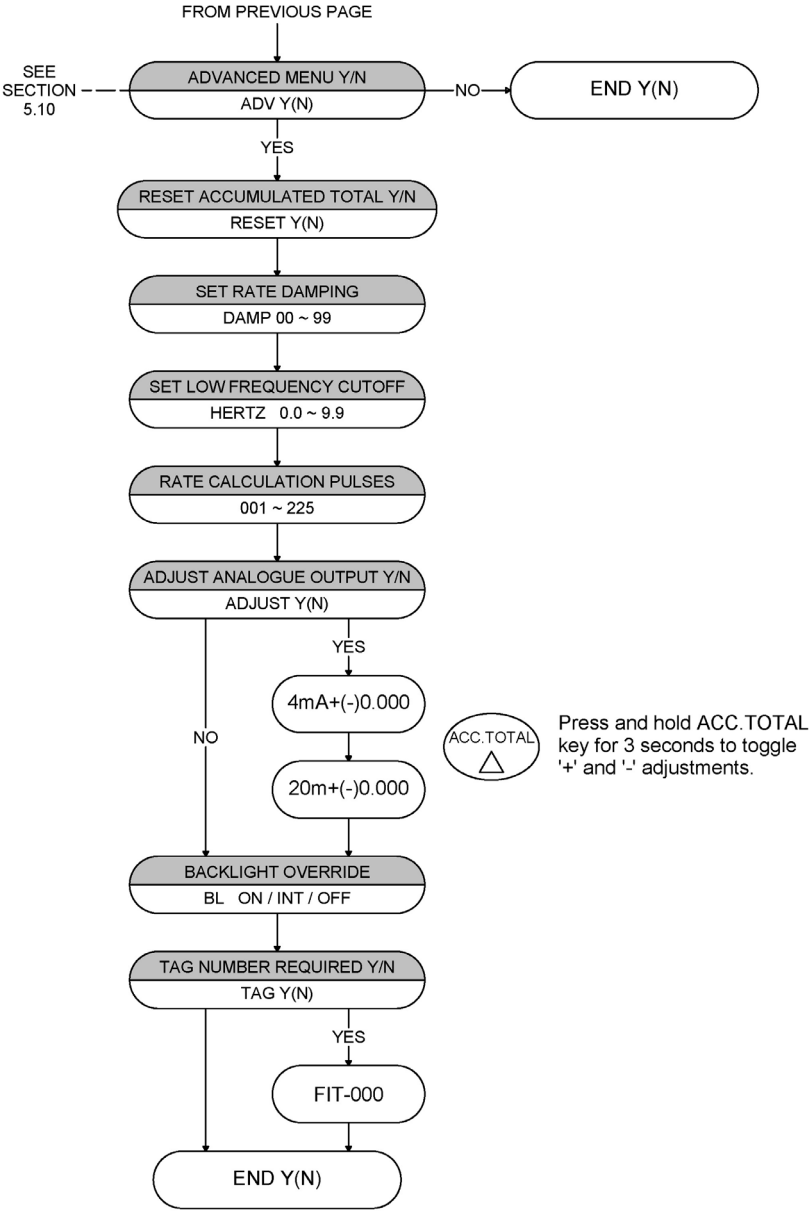 FROM PREVIOUS PAGE
SEE
SECTION
5.10
ADVANCED MENU Y/N
ADV Y(N)
NO
END Y(N)
YES
RESET ACCUMULATED TOTAL Y/N
RESET Y(N)
SET RATE DAMPING
DAMP 00 ~ 99
SET LOW FREQUENCY CUTOFF
HERTZ 0.0 ~ 9.9
RATE CALCULATION PULSES
001 ~ 225
ADJUST ANALOGUE OUTPUT Y/N
ADJUST Y(N)
YES
4mA+(-)0.000
NO
ACC.TOTAL
Press and hold ACC.TOTAL
key for 3 seconds to toggle
'+' and '-' adjustments.
20m+(-)0.000
BACKLIGHT OVERRIDE
BL ON / INT / OFF
TAG NUMBER REQUIRED Y/N
TAG Y(N)
YES
FIT-000
END Y(N)